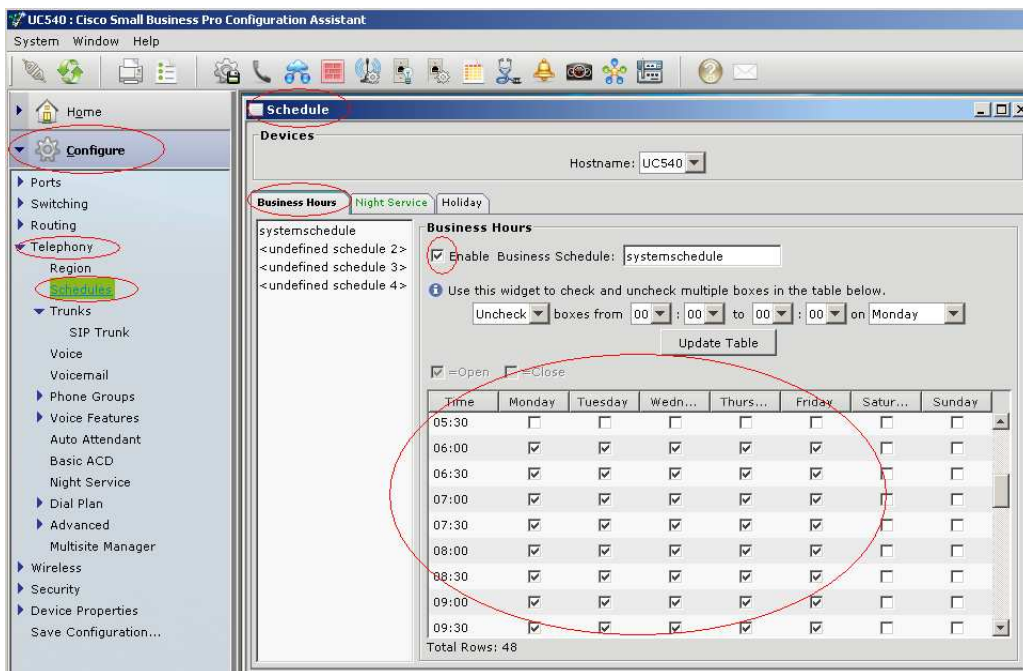 UC540 : Cisco Small Business Pro Configuration Assistant
System Window Help
Home
Configure
Ports
Switching
Routing
Telephony
Region
Schedules
Trunks
SIP Trunk
Voice
Voicemail
Phone Groups
Voice Features
Auto Attendant
Basic ACD
Night Service
Dial Plan
Advanced
Multisite Manager
Wireless
Security
Device Properties
Save Configuration...
Schedule
Devices
Hostname: UC540
Business Hours Night Service Holiday
systemschedule
<undefined schedule 2>
<undefined schedule 3>
<undefined schedule 4>
Business Hours
Enable Business Schedule: systemschedule
Use this widget to check and uncheck multiple boxes in the table below.
Uncheck boxes from 00 : 00 to 00 : 00 on Monday
Update Table
=Open =Close
Time Monday Tuesday Wedn... Thurs... Friday Satur... Sunday
05:30
06:00
06:30
07:00
07:30
08:00
08:30
09:00
09:30
Total Rows: 48